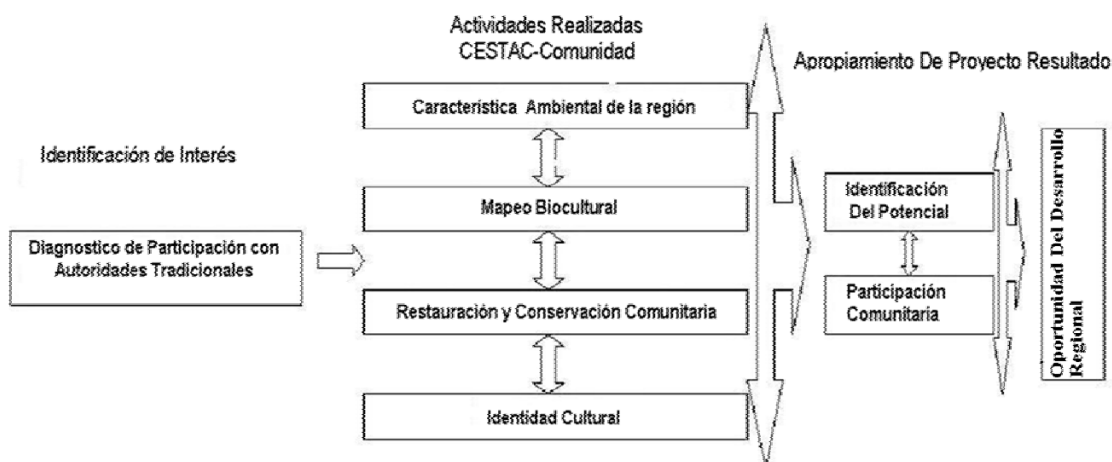 Actividades Realizadas
CESTAC-Comunidad
Apropiamiento De Proyecto Resultado
Identificación de Interés
Característica Ambiental de la región
Mapeo Biocultural
Diagnostico de Participación con
Autoridades Tradicionales
Restauración y Conservación Comunitaria
Identidad Cultural
Identificación
Del Potencial
Participación
Comunitaria
Oportunidad Del Desarrollo
Regional